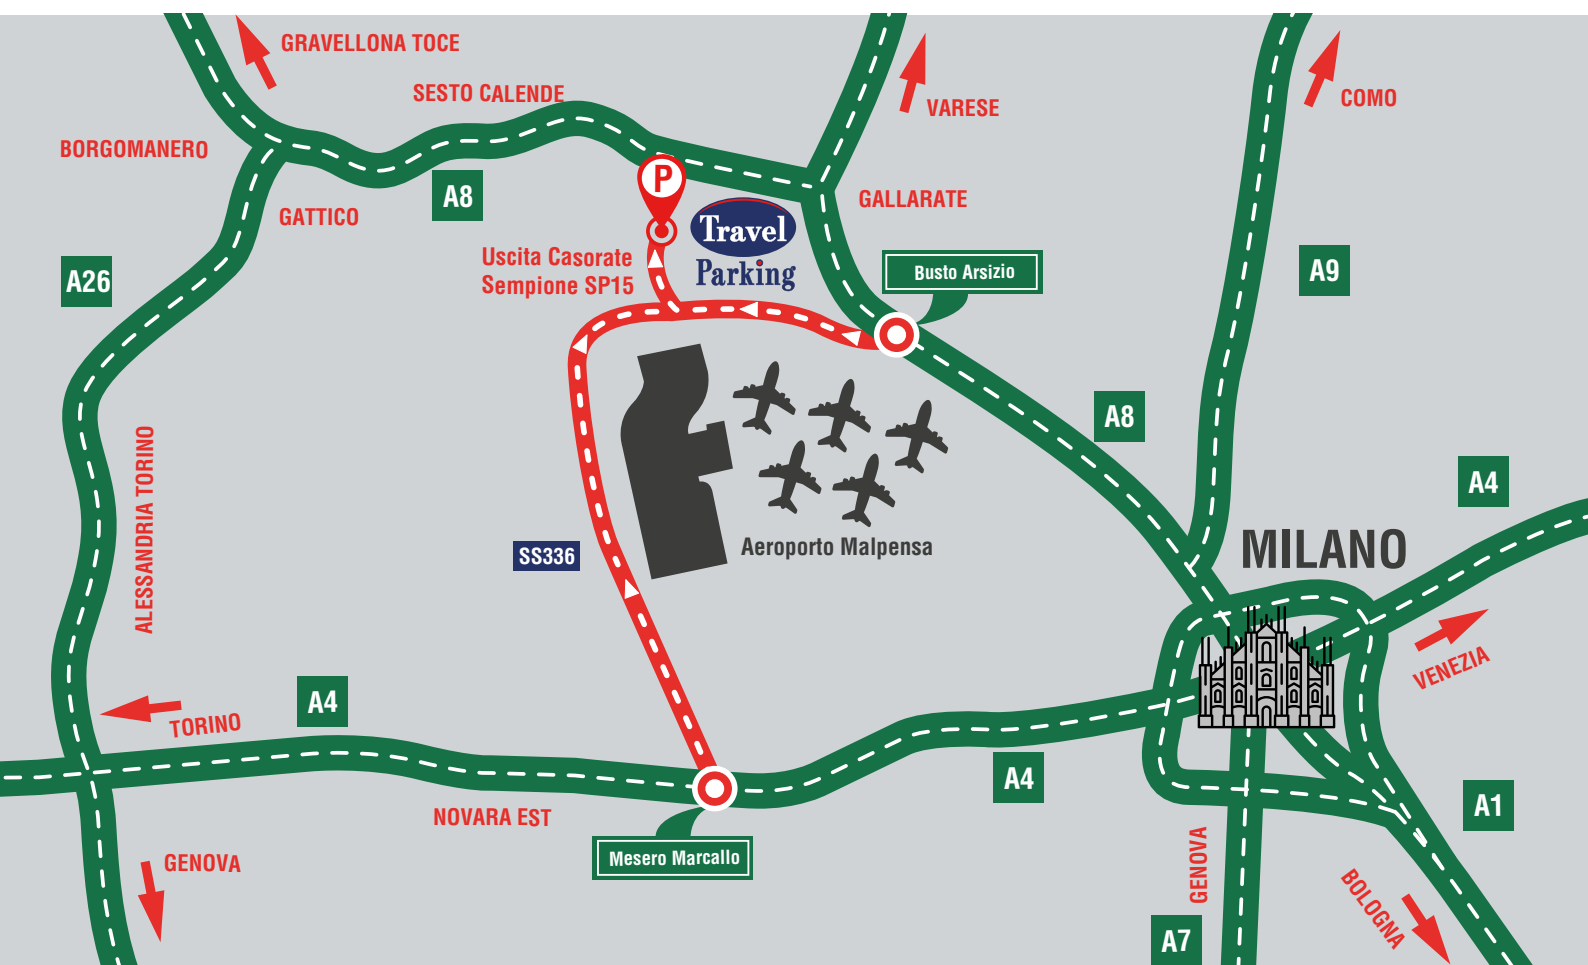 GRAVELLONA TOCE
SESTO CALENDE
VARESE
COMO
BORGOMANERO
P
A8
GALLARATE
GATTICO
Travel
Parking
Uscita Casorate
Sempione SP15
Busto Arsizio
A26
A9
A8
A4
ALESSANDRIA TORINO
SS336
Aeroporto Malpensa
MILANO
VENEZIA
A4
TORINO
A4
A1
NOVARA EST
Mesero Marcallo
GENOVA
GENOVA
BOLOGNA
A7